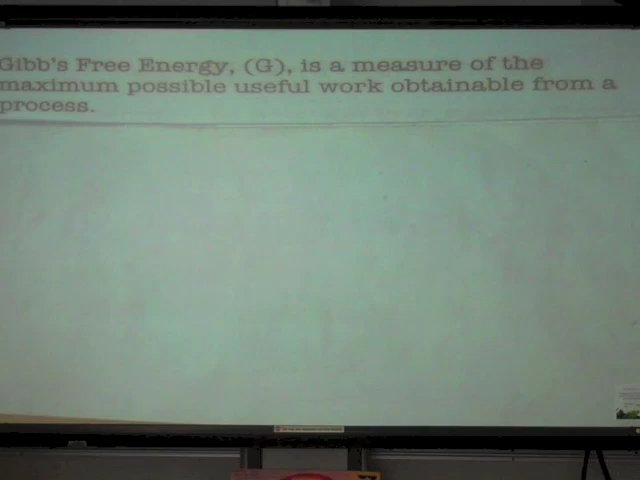 Gibb's Free Energy, (G), is a measure of the
maximum possible useful work obtainable from a
process.